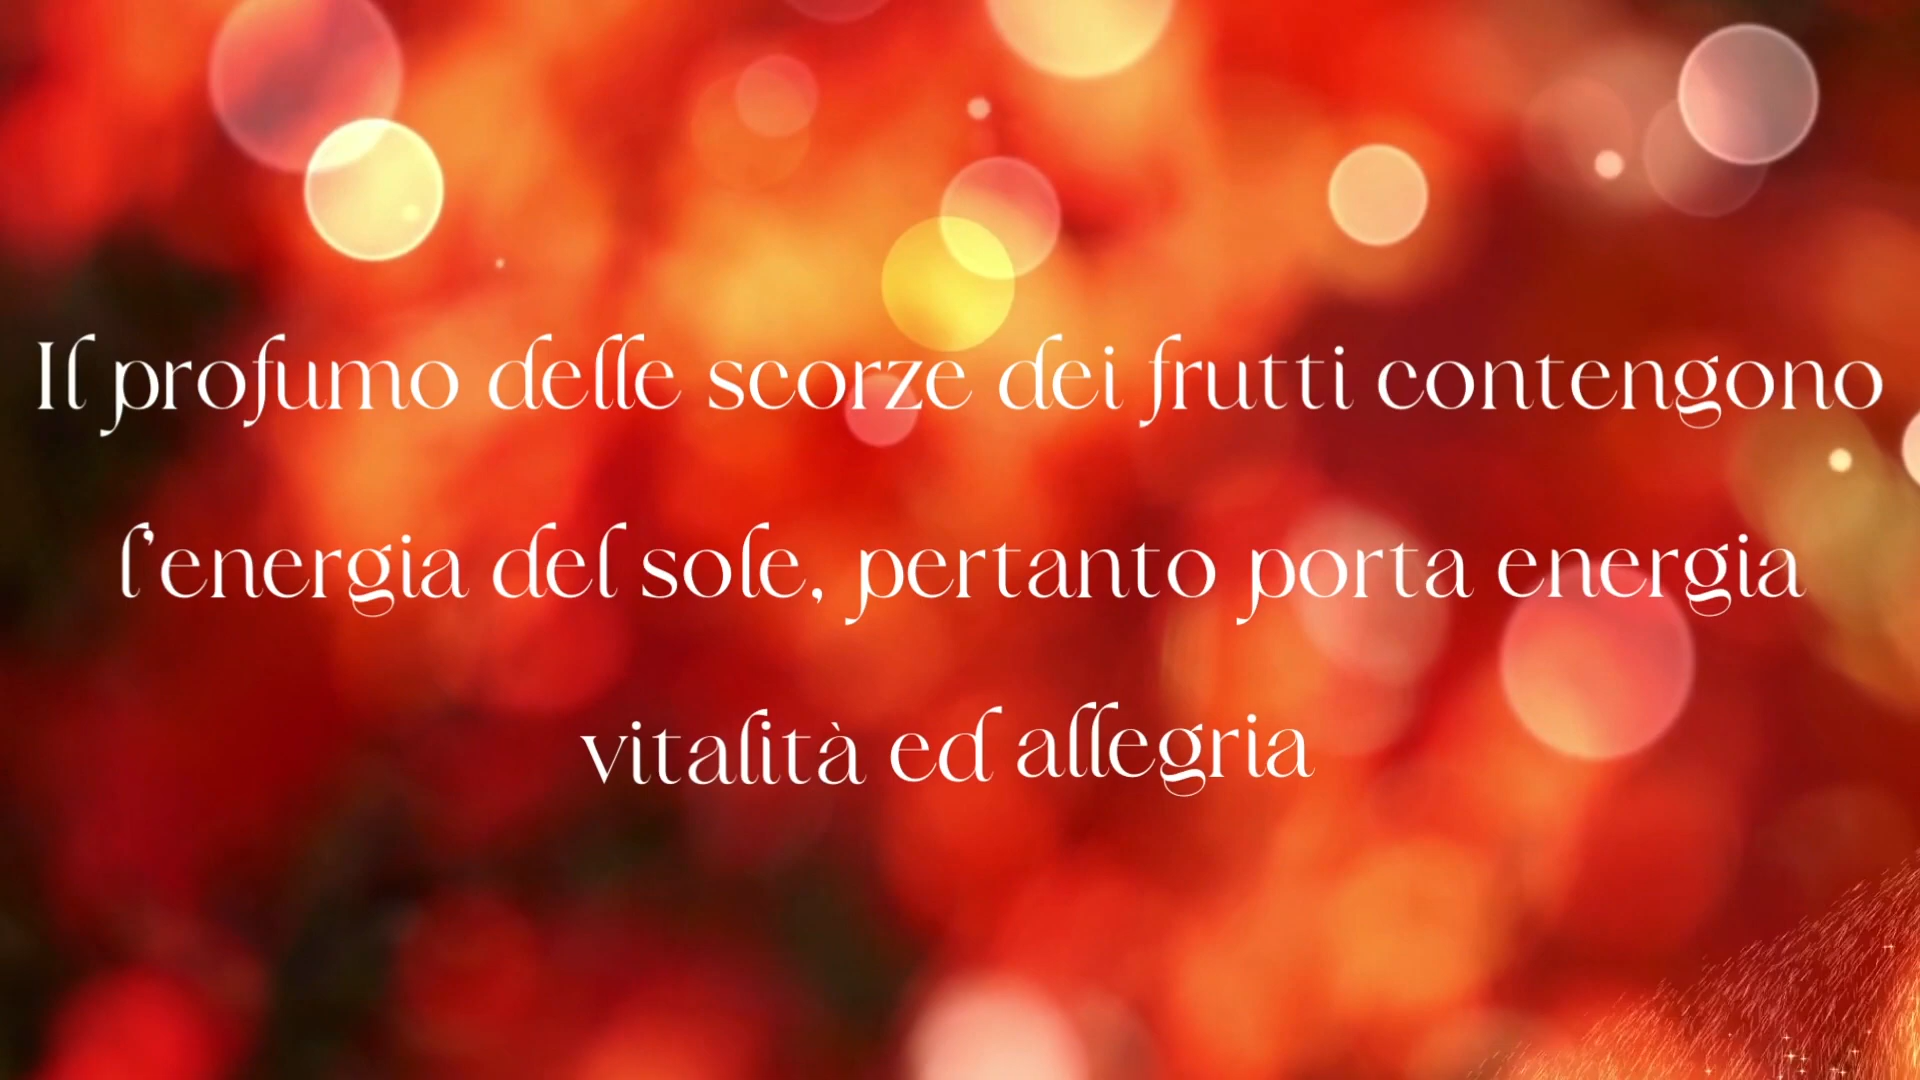 Il profumo delle scorze dei frutti contengono
l'energia del sole, pertanto porta energia
vitalità ed allegria